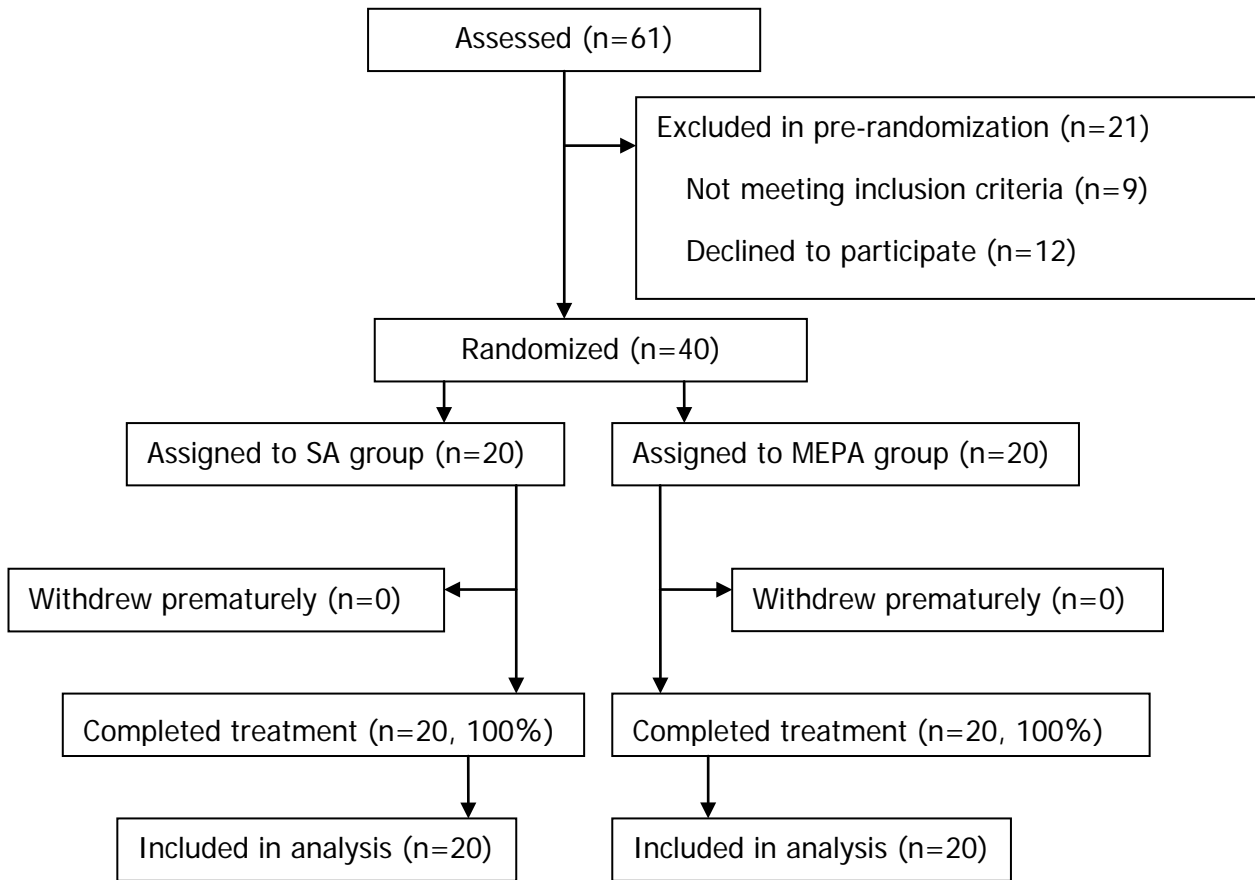 Assessed (n=61)
Excluded in pre-randomization (n=21)
Not meeting inclusion criteria (n=9)
Declined to participate (n=12)
Randomized (n=40)
Assigned to SA group (n=20)
Assigned to MEPA group (n=20)
Withdrew prematurely (n=0)
Withdrew prematurely (n=0)
Completed treatment (n=20, 100%)
Completed treatment (n=20, 100%)
Included in analysis (n=20)
Included in analysis (n=20)